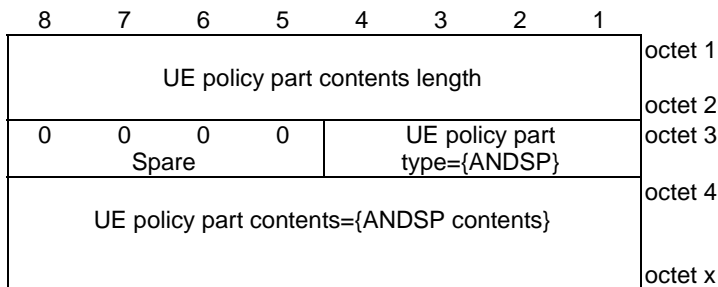 8 7 6 5 4 3 2 1
octet 1
UE policy part contents length
octet 2
0 0 0 0 UE policy part octet 3
Spare type={ANDSP}
octet 4
UE policy part contents={ANDSP contents}
octet x